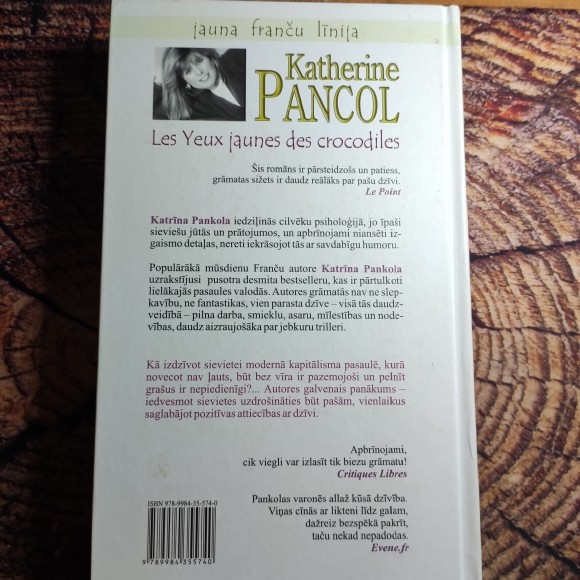 jauna franču līnija
Katherine
PANCOL
Les Yeux jaunes des crocodiles
Šis romāns ir pārsteidzošs un patiess,
grāmatas sižets ir daudz reālāks par pašu dzīvi.
Le Point
Katrīna Pankola iedziļinās cilvēku psiholoģijā, jo īpaši
sieviešu jūtās un prātojumos, un apbrīnojami niansēti iz-
gaismo detaļas, nereti iekrāsojot tās ar savdabīgu humoru.
Populārākā mūsdienu Franču autore Katrīna Pankola
uzrakstījusi pusotra desmita bestselleru, kas ir pārtulkoti
lielākajās pasaules valodās. Autores grāmatās nav ne slep-
kavību, ne fantastikas, vien parasta dzīve – visā tās daudz-
veidībā – pilna darba, smieklu, asaru, mīlestības un node-
vības, daudz aizraujošāka par jebkuru trilleri.
Kā izdzīvot sievietei modernā kapitālisma pasaulē, kurā
novecot nav ļauts, būt bez vīra ir pazemojoši un pelnīt
grašus ir nepiedienīgi?... Autores galvenais panākums –
iedvesmot sievietes uzdrošināties būt pašām, vienlaikus
saglabājot pozitīvas attiecības ar dzīvi.
Apbrīnojami,
cik viegli var izlasīt tik biezu grāmatu!
Critiques Libres
Pankolas varonēs allaž kūsā dzīvība.
Viņas cīnās ar likteni līdz galam,
dažreiz bezspēkā pakrīt,
taču nekad nepadodas.
Evene.fr
ISBN 978-9984-35-574-0
9 789984 355740